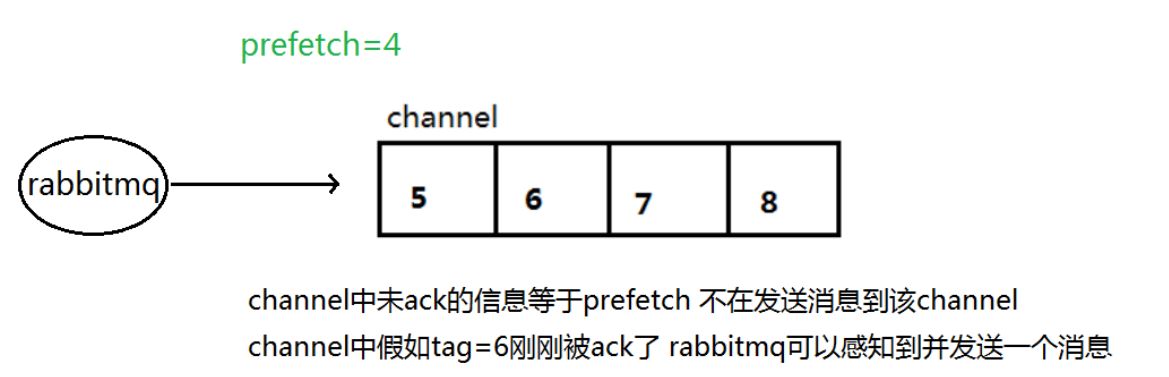 prefetch=4
channel
rabbitmq
5 6 7 8
channel中未ack的信息等于prefetch 不在发送消息到该channel
channel中假如tag=6刚刚被ack了 rabbitmq可以感知到并发送一个消息